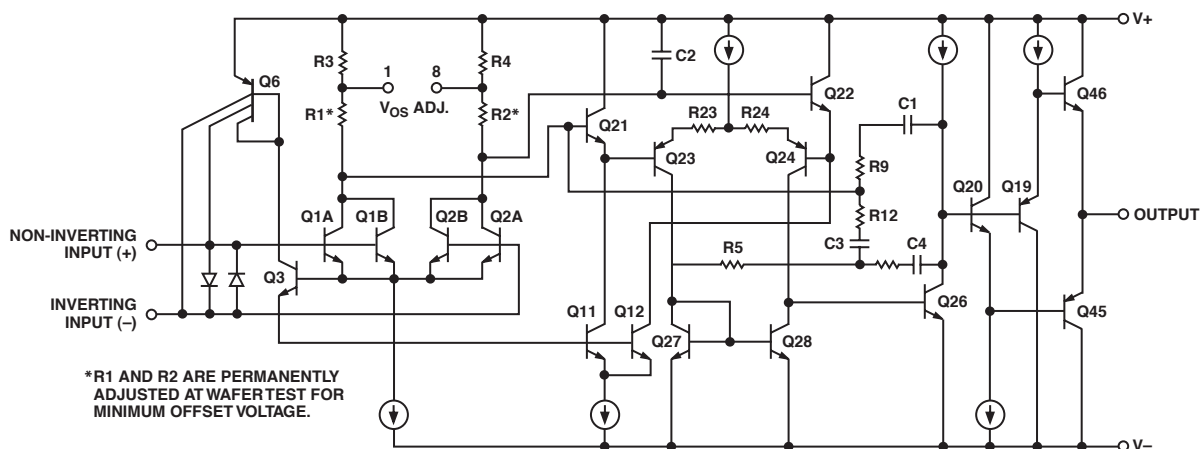 V+
R3
R4
C2
Q6
1
8
VOS ADJ.
R1*
R2*
Q21
R23
R24
Q22
C1
Q46
Q23
Q24
R9
Q20
Q19
R12
Q1A
Q1B
Q2B
Q2A
NON-INVERTING
INPUT (+)
OUTPUT
C3
C4
R5
Q3
INVERTING
INPUT (–)
Q11
Q12
Q27
Q28
Q26
Q45
*R1 AND R2 ARE PERMANENTLY
ADJUSTED AT WAFER TEST FOR
MINIMUM OFFSET VOLTAGE.
V–